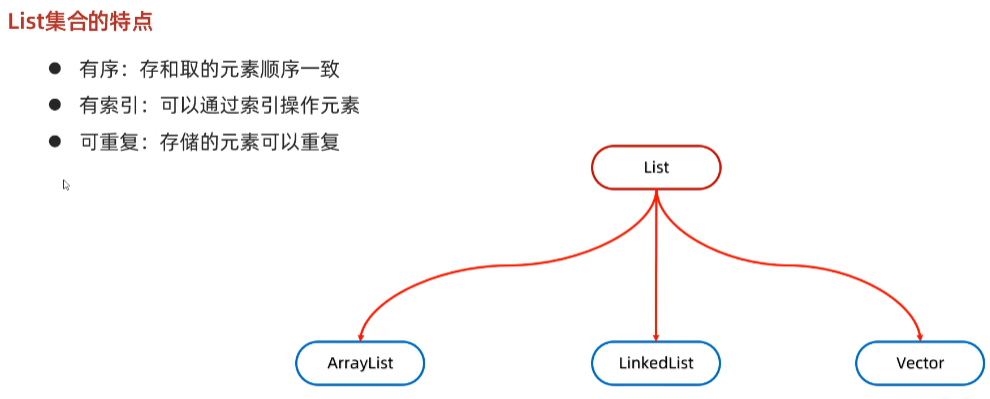 List集合的特点
● 有序：存和取的元素顺序一致
● 有索引：可以通过索引操作元素
● 可重复：存储的元素可以重复
List
ArrayList
LinkedList
Vector